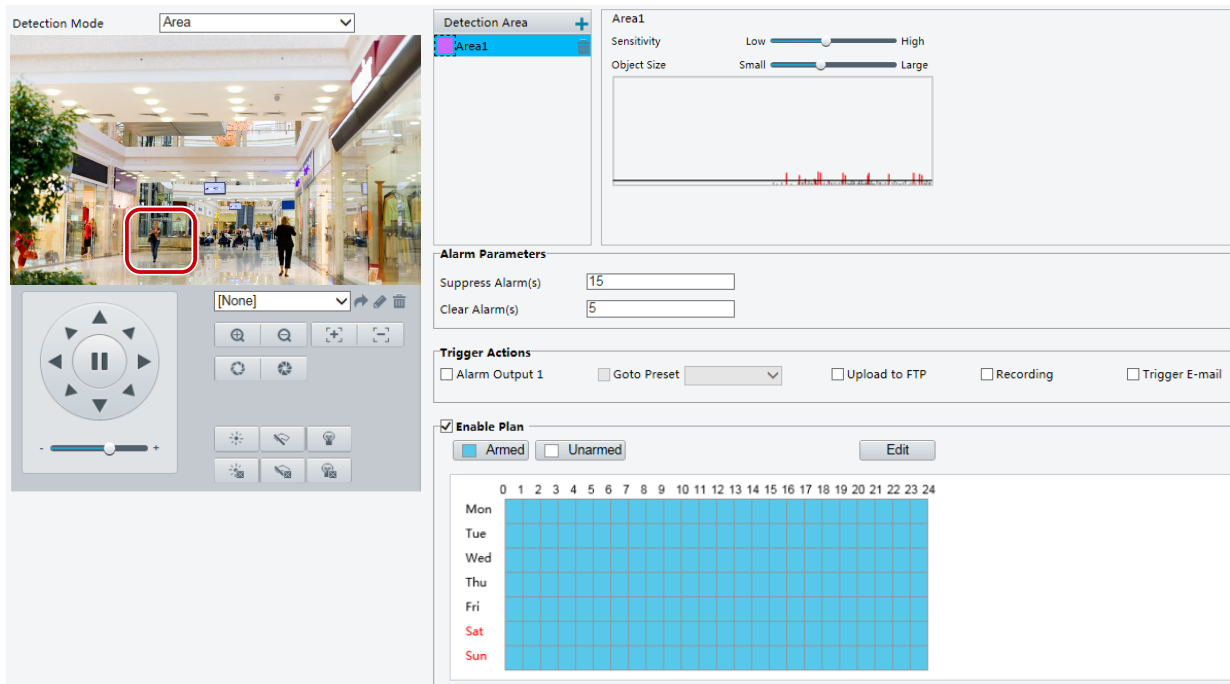 Detection Mode
Area
[None]
-
+
Detection Area
Area1
Area1
Sensitivity
Low
High
Object Size
Small
Large
Alarm Parameters
Suppress Alarm(s)
15
Clear Alarm(s)
5
Trigger Actions
Alarm Output 1
Goto Preset
Upload to FTP
Recording
Trigger E-mail
Enable Plan
Armed
Unarmed
Edit
0 1 2 3 4 5 6 7 8 9 10 11 12 13 14 15 16 17 18 19 20 21 22 23 24
Mon
Tue
Wed
Thu
Fri
Sat
Sun